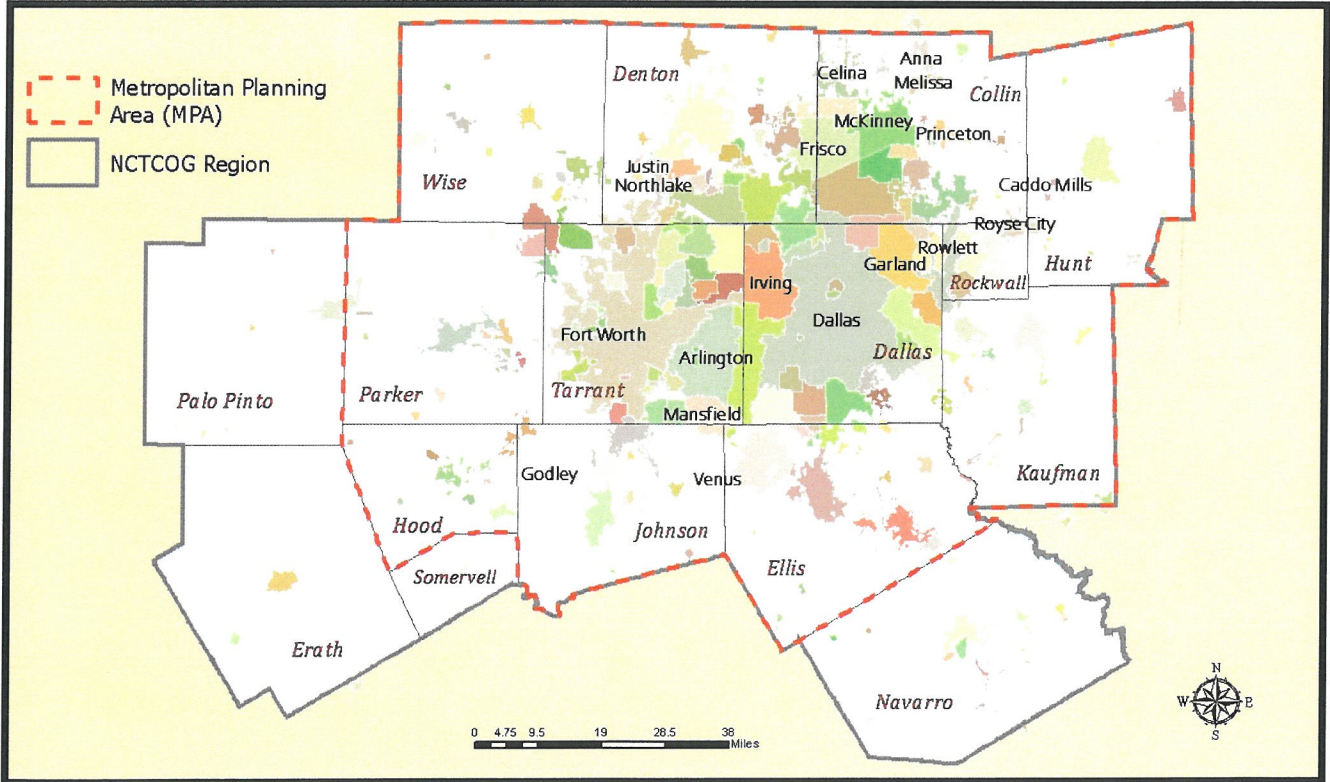 Metropolitan Planning
Area (MPA)
NCTCOG Region
Denton
Celina
Anna
Melissa
Collin
McKinney
Princeton
Frisco
Justin
Northlake
Wise
Caddo Mills
Royse City
Rowlett
Garland
Rockwall
Hunt
Irving
Fort Worth
Dallas
Arlington
Dallas
Palo Pinto
Parker
Tarrant
Mansfield
Godley
Venus
Kaufman
Hood
Johnson
Somervell
Ellis
Erath
Navarro
N
W E
S
0 4.75 9.5 19 28.5 38
Miles